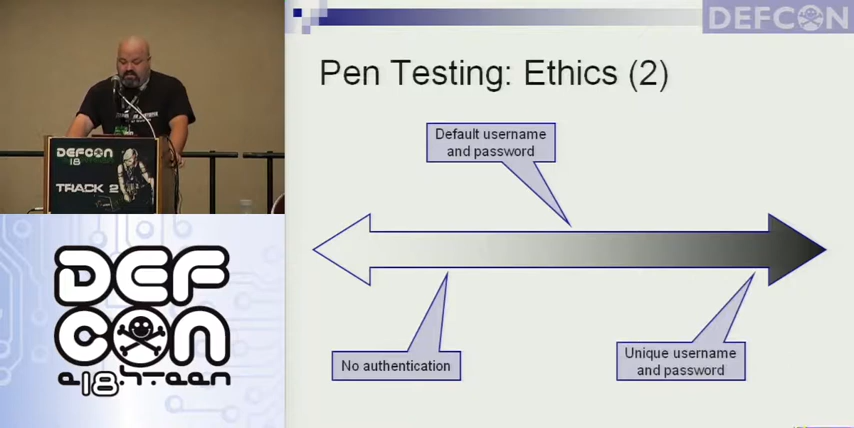 DEFCON
Pen Testing: Ethics (2)
Default username
and password
No authentication
Unique username
and password
DEFCON
18
TRACK 2
DEF
CON
e18hteen